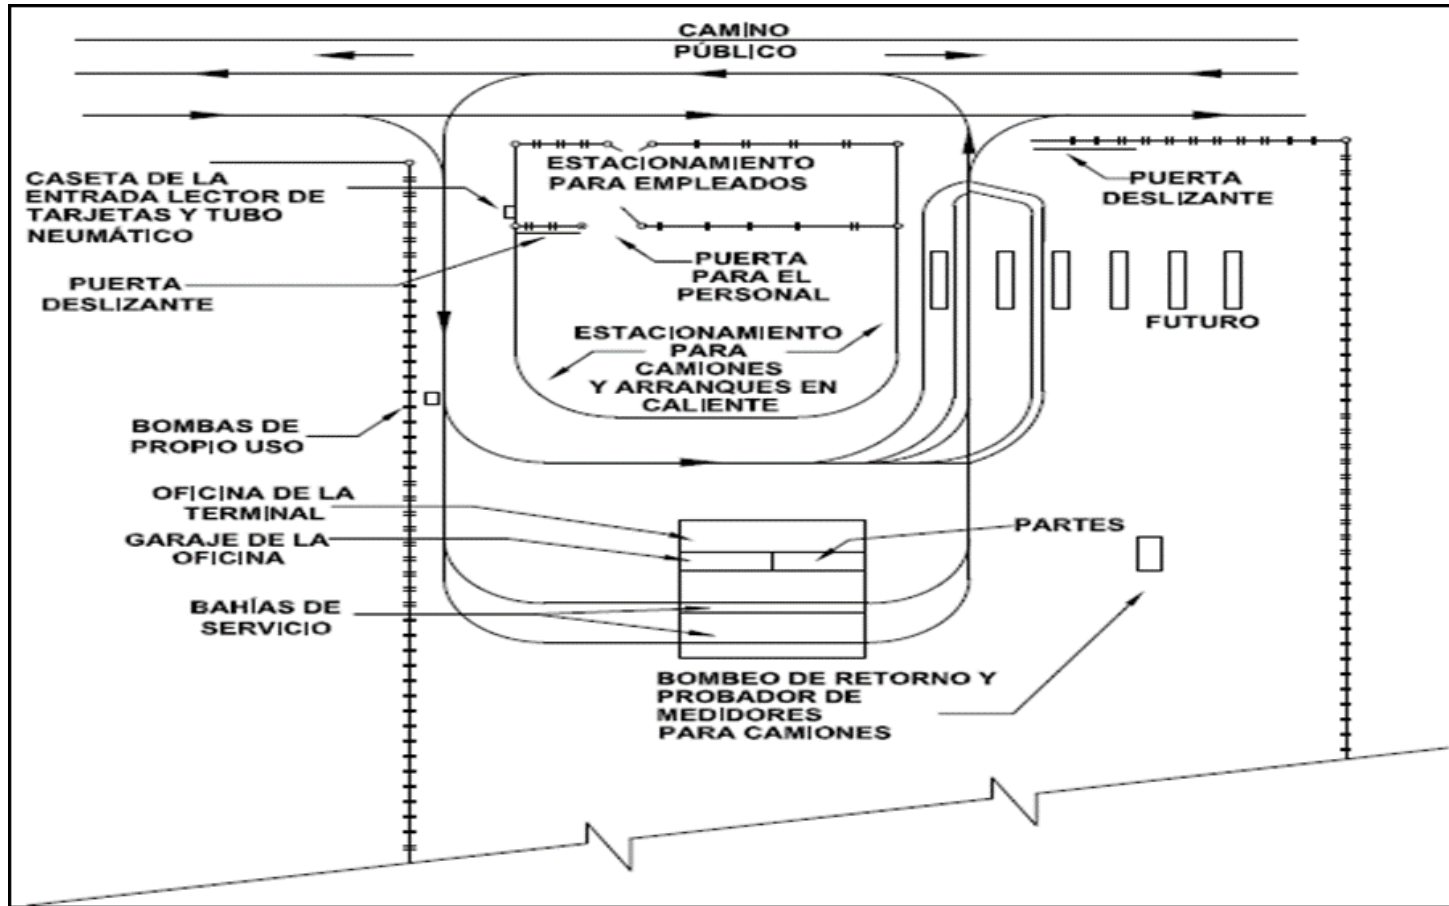 CAMINO
PÚBLICO
ESTACIONAMIENTO
PARA EMPLEADOS
CASETA DE LA
ENTRADA LECTOR DE
TARJETAS Y TUBO
NEUMÁTICO
PUERTA
DESLIZANTE
PUERTA
DESLIZANTE
PUERTA
PARA EL
PERSONAL
FUTURO
ESTACIONAMIENTO
PARA
CAMIONES
Y ARRANQUES EN
CALIENTE
BOMBAS DE
PROPIO USO
OFICINA DE LA
TERMINAL
GARAJE DE LA
OFICINA
PARTES
BAHÍAS DE
SERVICIO
BOMBEO DE RETORNO Y
PROBADOR DE
MEDIDORES
PARA CAMIONES